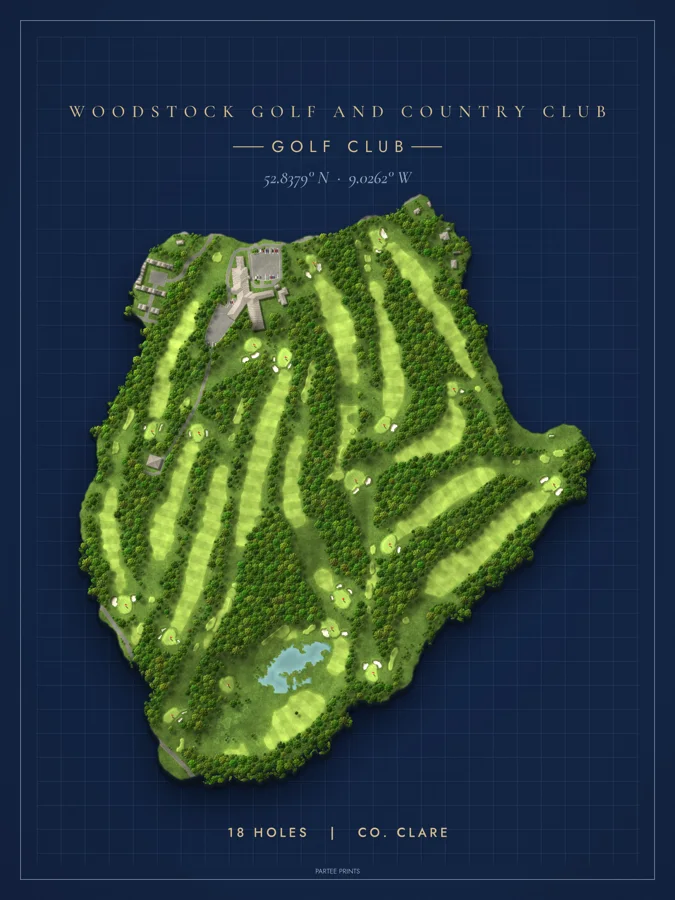 WOODSTOCK GOLF AND COUNTRY CLUB
GOLF CLUB
52.8379° N · 9.0262° W
18 HOLES | CO. CLARE
PARTEE PRINTS